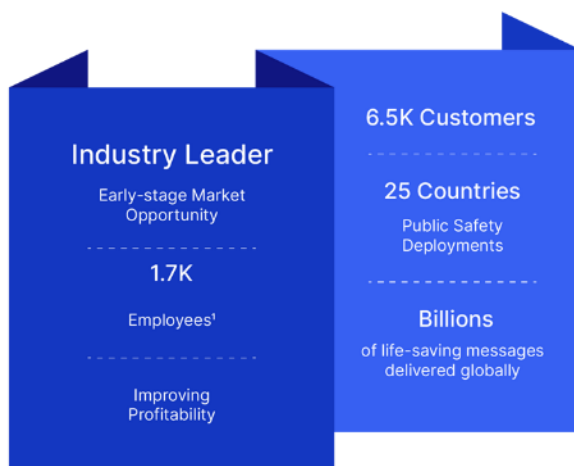 Industry Leader
Early-stage Market
Opportunity
1.7K
Employees¹
Improving
Profitability
6.5K Customers
25 Countries
Public Safety
Deployments
Billions
of life-saving messages
delivered globally